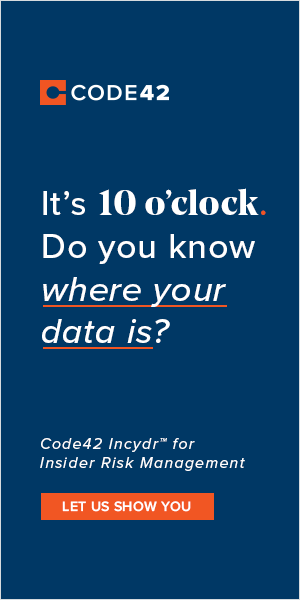 CODE42
It’s 10 o’clock.
Do you know
where your
data is?
Code42 Incydr™ for
Insider Risk Management
LET US SHOW YOU